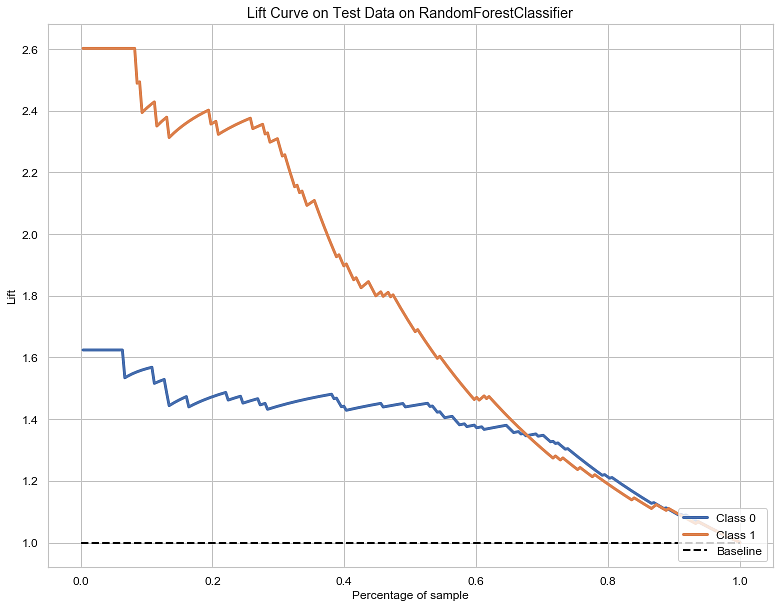 Lift Curve on Test Data on RandomForestClassifier
Lift
2.6
2.4
2.2
2.0
1.8
1.6
1.4
1.2
1.0
0.0 0.2 0.4 0.6 0.8 1.0
Percentage of sample
Class 0
Class 1
Baseline